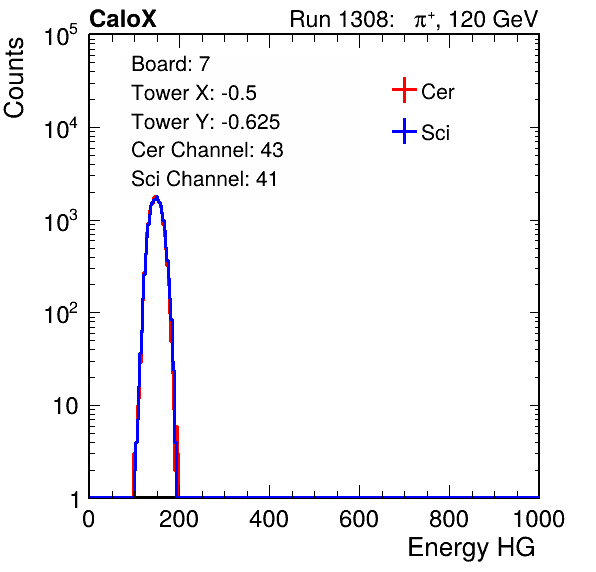 CaloX Run 1308: π⁺, 120 GeV
Board: 7
Tower X: -0.5
Tower Y: -0.625
Cer Channel: 43
Sci Channel: 41
Cer
Sci
Counts
10⁵
10⁴
10³
10²
10
1
0 200 400 600 800 1000
Energy HG